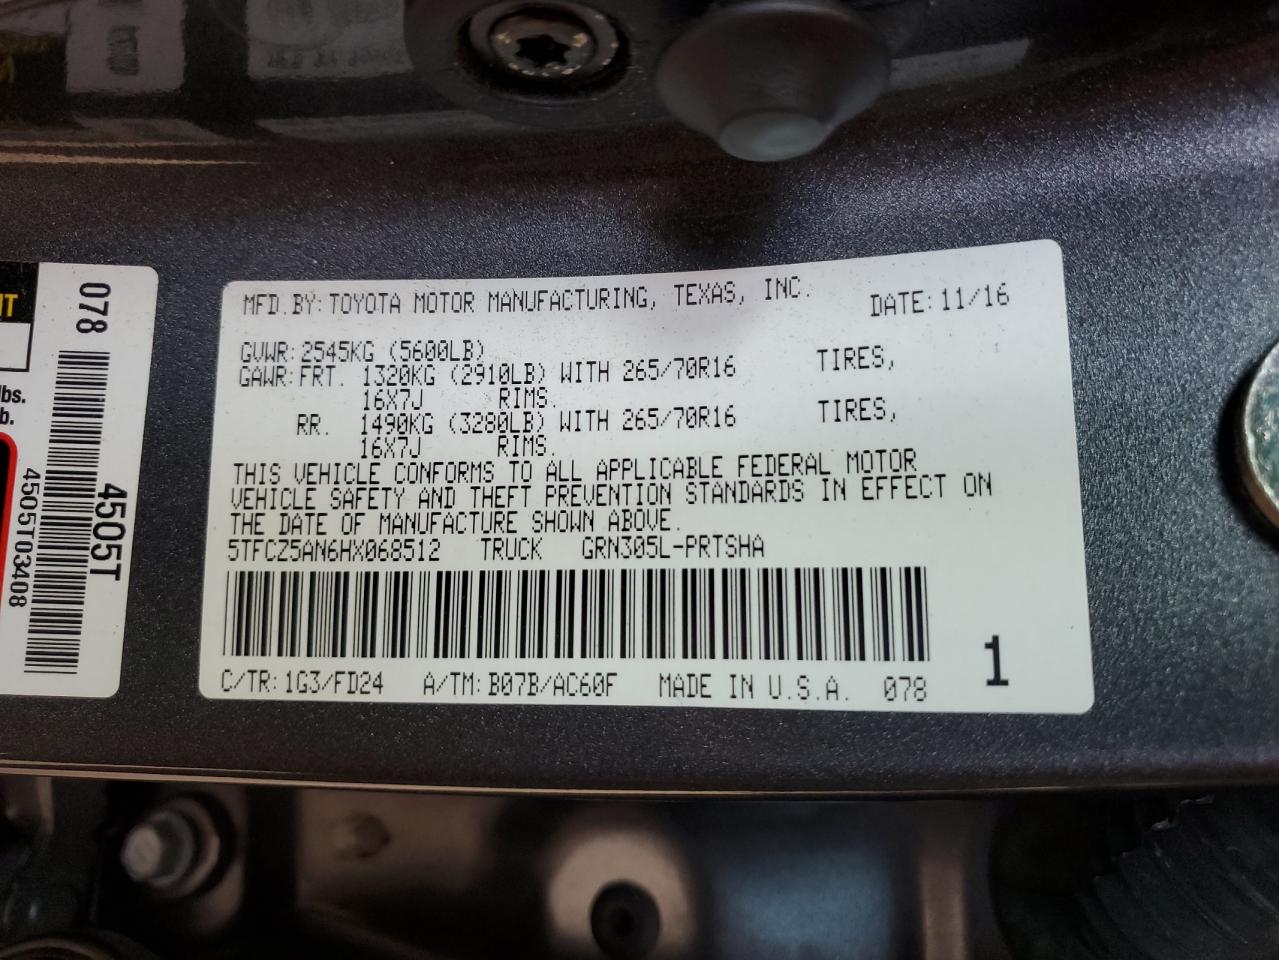 MFD.BY:TOYOTA MOTOR MANUFACTURING, TEXAS, INC. DATE:11/16
GVWR:2545KG (5600LB)
GAWR:FRT. 1320KG (2910LB) WITH 265/70R16 TIRES,
16X7J RIMS.
RR. 1490KG (3280LB) WITH 265/70R16 TIRES,
16X7J RIMS.
THIS VEHICLE CONFORMS TO ALL APPLICABLE FEDERAL MOTOR
VEHICLE SAFETY AND THEFT PREVENTION STANDARDS IN EFFECT ON
THE DATE OF MANUFACTURE SHOWN ABOVE.
5TFCZ5AN6HX068512 TRUCK GRN305L-PRTSHA
C/TR:1G3/FD24 A/TM:B07B/AC60F MADE IN U.S.A. 078
1
078
4505T
4505T03408
lbs.